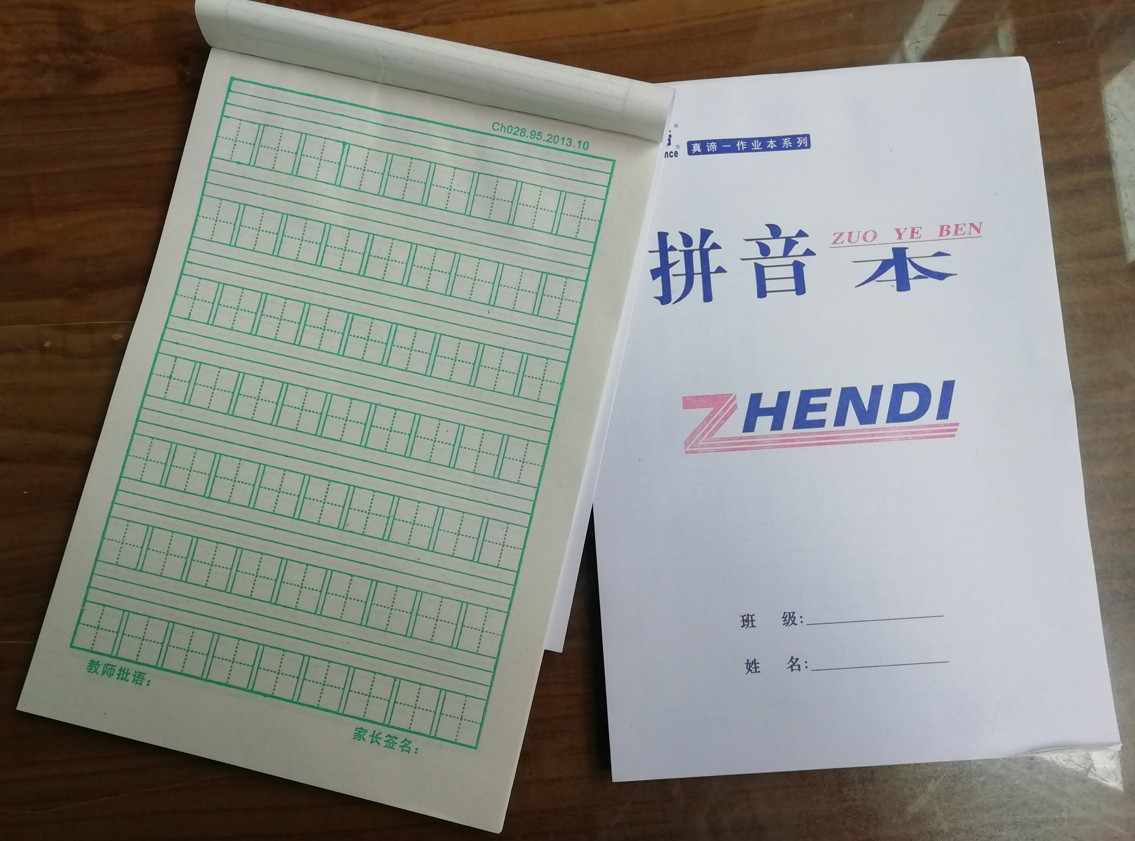 Ch028.95.2013.10
教师批语：
家长签名：
nce
真谛一作业本系列
ZUO YE BEN
拼音本
ZHENDI
班 级:
姓 名: